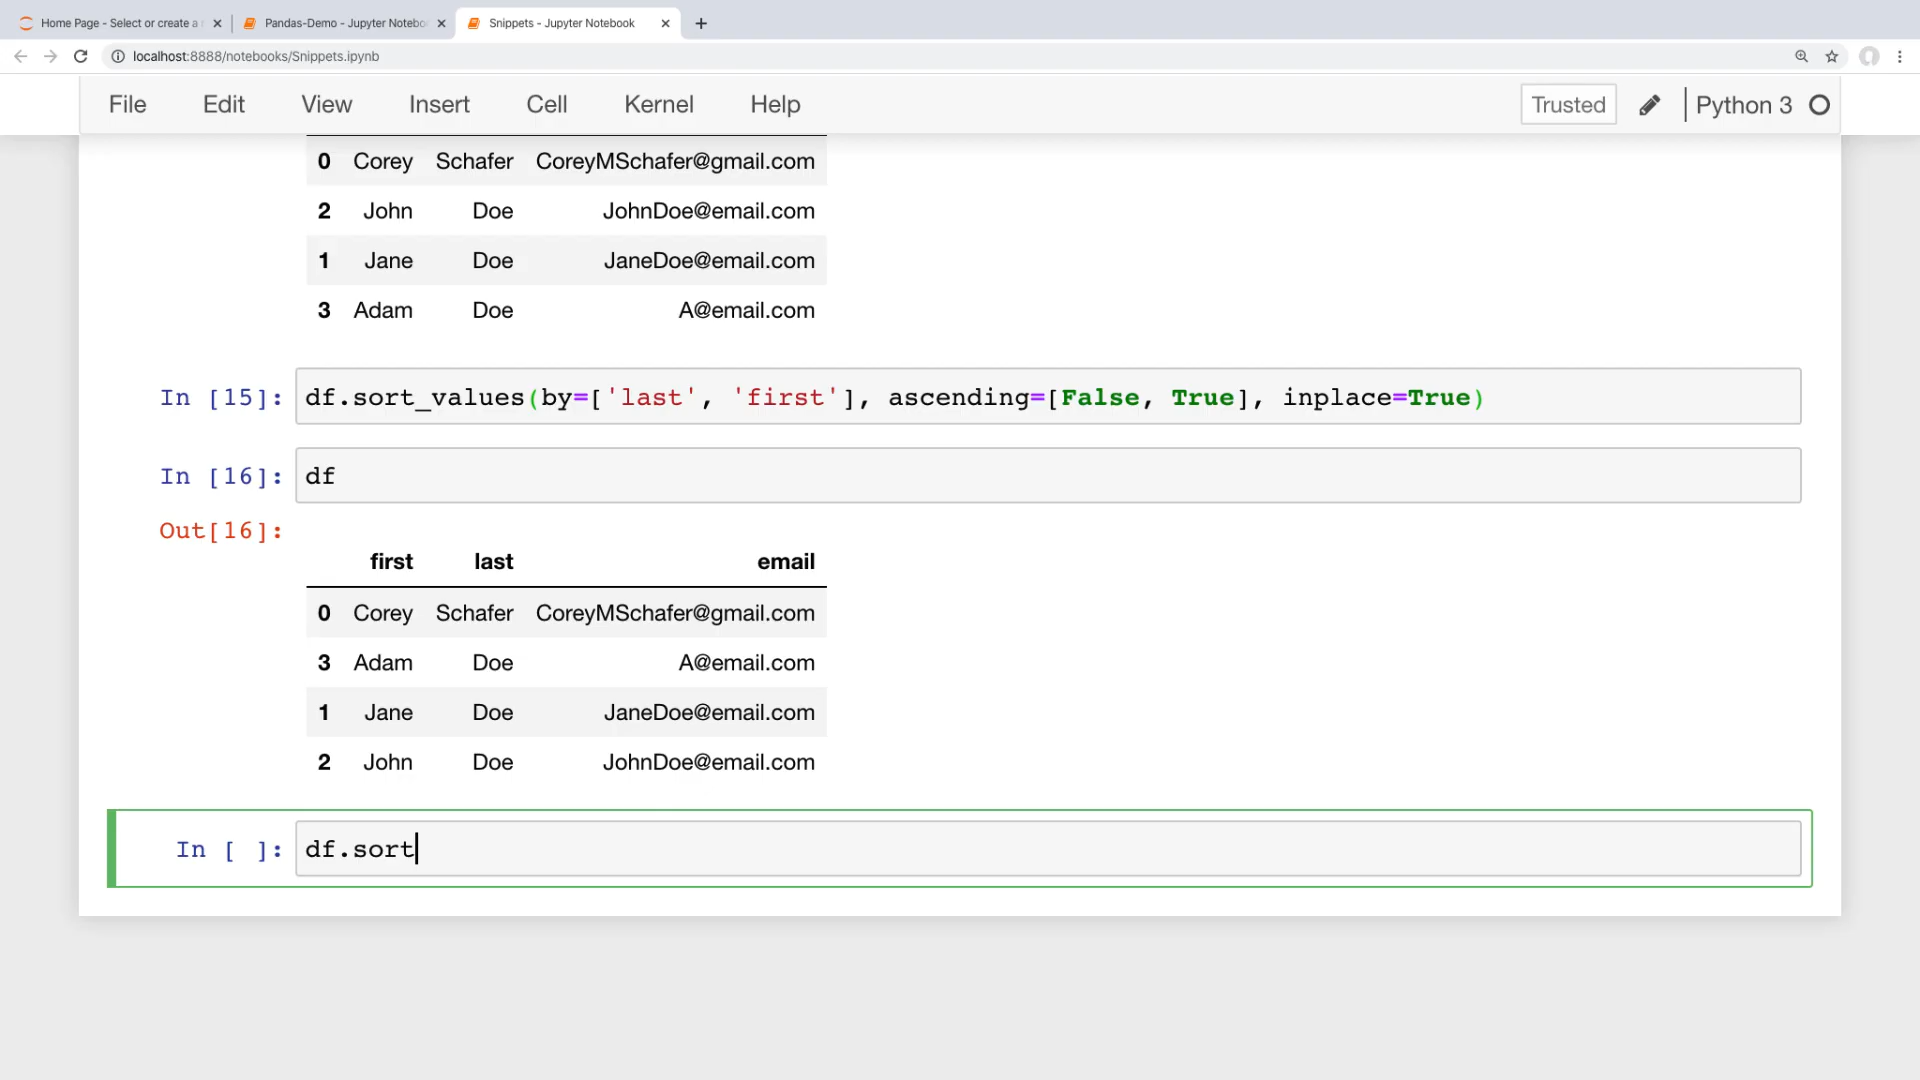 Home Page - Select or create a
Pandas-Demo - Jupyter Notebo
Snippets - Jupyter Notebook
localhost:8888/notebooks/Snippets.ipynb
File Edit View Insert Cell Kernel Help Trusted Python 3
0 Corey Schafer CoreyMSchafer@gmail.com
2 John Doe JohnDoe@email.com
1 Jane Doe JaneDoe@email.com
3 Adam Doe A@email.com
In [15]: df.sort_values(by=['last', 'first'], ascending=[False, True], inplace=True)
In [16]: df
Out[16]:
first last email
0 Corey Schafer CoreyMSchafer@gmail.com
3 Adam Doe A@email.com
1 Jane Doe JaneDoe@email.com
2 John Doe JohnDoe@email.com
In [ ]: df.sort